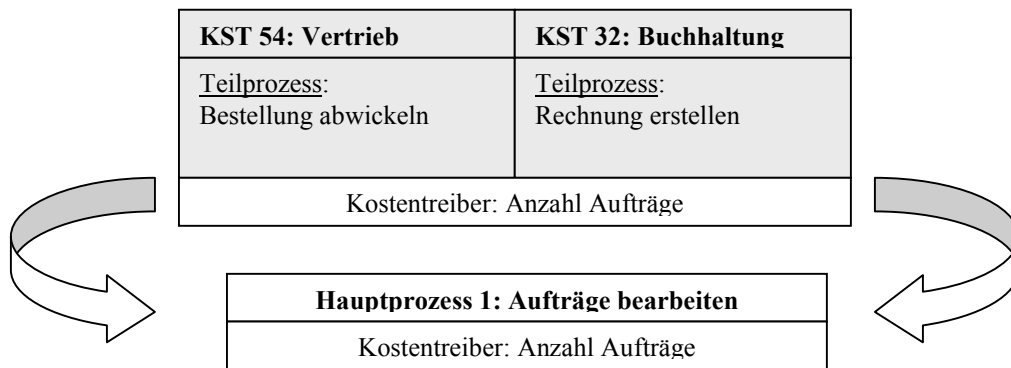 KST 54: Vertrieb
KST 32: Buchhaltung
Teilprozess:
Bestellung abwickeln
Teilprozess:
Rechnung erstellen
Kostentreiber: Anzahl Aufträge
Hauptprozess 1: Aufträge bearbeiten
Kostentreiber: Anzahl Aufträge